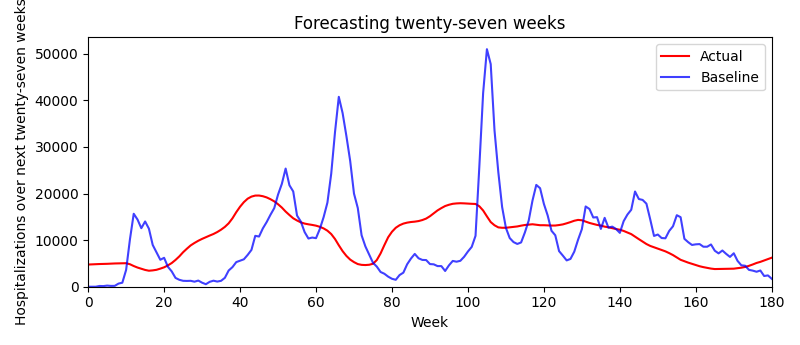 Forecasting twenty-seven weeks
Hospitalizations over next twenty-seven weeks
50000
40000
30000
20000
10000
0
Actual
Baseline
0 20 40 60 80 100 120 140 160 180
Week